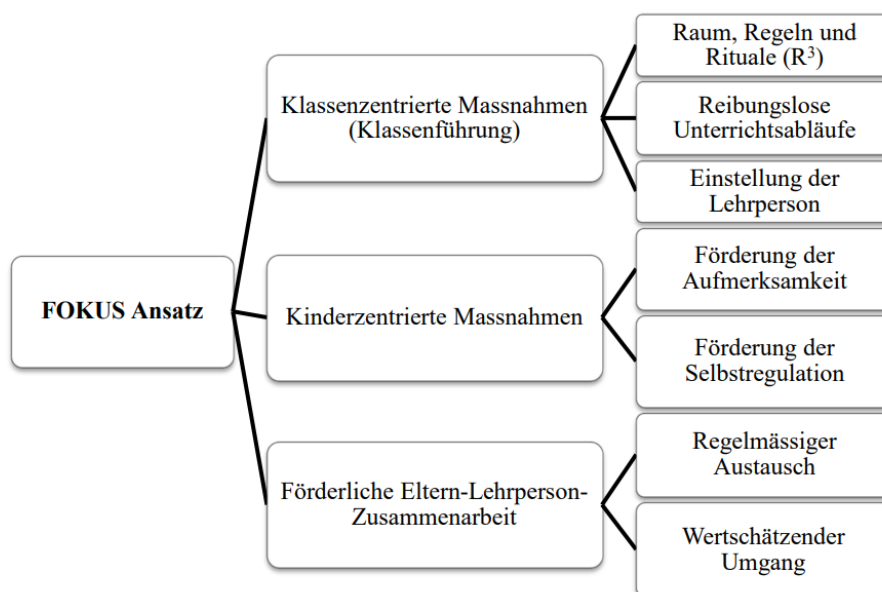 FOKUS Ansatz
Klassenzentrierte Massnahmen
(Klassenführung)
Raum, Regeln und
Rituale (R³)
Reibungslose
Unterrichtsabläufe
Einstellung der
Lehrperson
Kinderzentrierte Massnahmen
Förderung der
Aufmerksamkeit
Förderung der
Selbstregulation
Förderliche Eltern-Lehrperson-
Zusammenarbeit
Regelmässiger
Austausch
Wertschätzender
Umgang